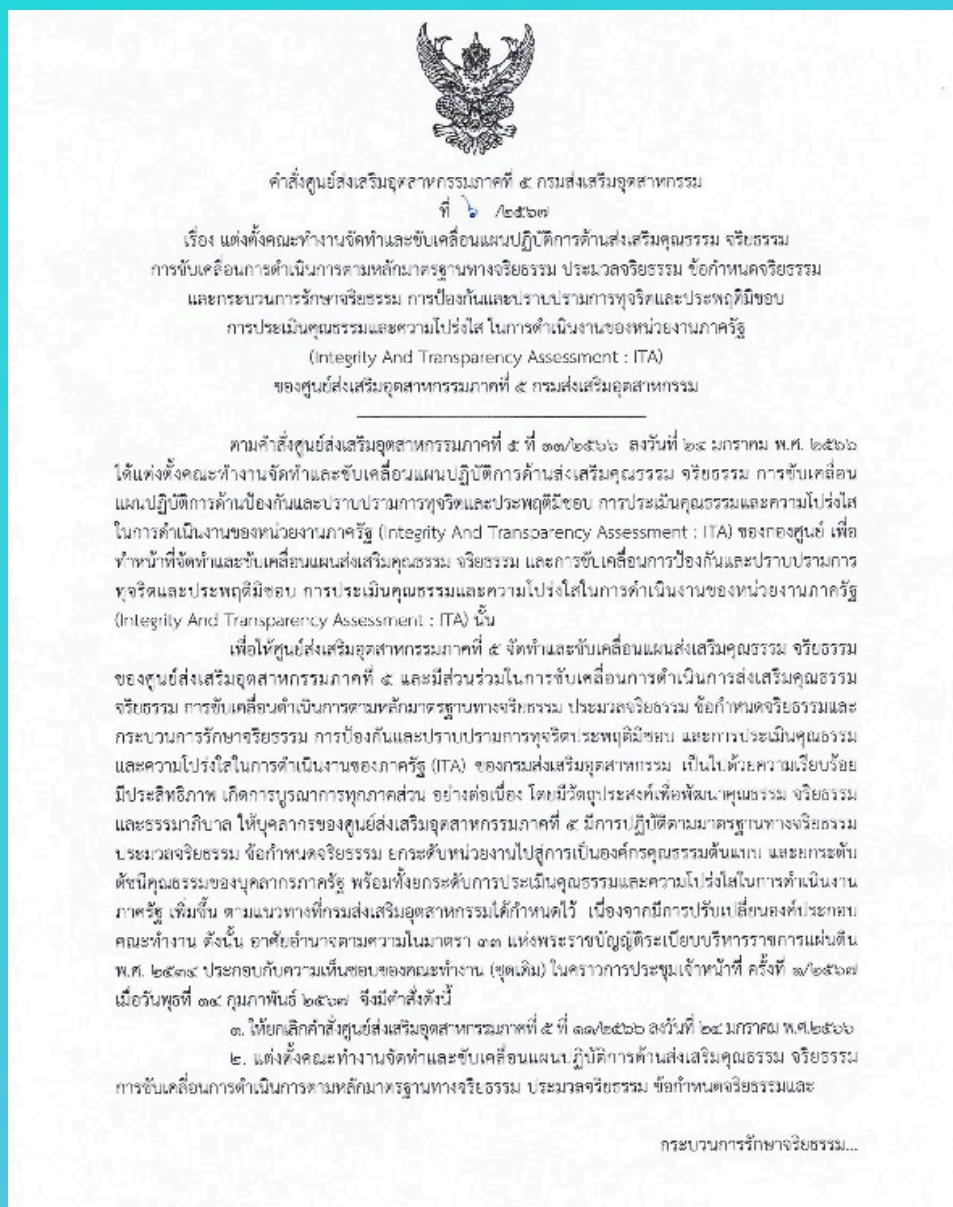 คำสั่งศูนย์ส่งเสริมอุตสาหกรรมภาคที่ ๕ กรมส่งเสริมอุตสาหกรรม
ที่ ๖ /๒๕๖๗
เรื่อง แต่งตั้งคณะทำงานจัดทำและขับเคลื่อนแผนปฏิบัติการด้านส่งเสริมคุณธรรม จริยธรรม
การขับเคลื่อนการดำเนินการตามหลักมาตรฐานทางจริยธรรม ประมวลจริยธรรม ข้อกำหนดจริยธรรม
และกระบวนการรักษาจริยธรรม การป้องกันและปราบปรามการทุจริตและประพฤติมิชอบ
การประเมินคุณธรรมและความโปร่งใส ในการดำเนินงานของหน่วยงานภาครัฐ
(Integrity And Transparency Assessment : ITA)
ของศูนย์ส่งเสริมอุตสาหกรรมภาคที่ ๕ กรมส่งเสริมอุตสาหกรรม
ตามคำสั่งศูนย์ส่งเสริมอุตสาหกรรมภาคที่ ๕ ที่ ๑๑/๒๕๖๖ ลงวันที่ ๒๔ มกราคม พ.ศ. ๒๕๖๖
ได้แต่งตั้งคณะทำงานจัดทำและขับเคลื่อนแผนปฏิบัติการด้านส่งเสริมคุณธรรม จริยธรรม การขับเคลื่อน
แผนปฏิบัติการด้านป้องกันและปราบปรามการทุจริตและประพฤติมิชอบ การประเมินคุณธรรมและความโปร่งใส
ในการดำเนินงานของหน่วยงานภาครัฐ (Integrity And Transparency Assessment : ITA) ของกองศูนย์ เพื่อ
ทำหน้าที่จัดทำและขับเคลื่อนแผนส่งเสริมคุณธรรม จริยธรรม และการขับเคลื่อนการป้องกันและปราบปรามการ
ทุจริตและประพฤติมิชอบ การประเมินคุณธรรมและความโปร่งใสในการดำเนินงานของหน่วยงานภาครัฐ
(Integrity And Transparency Assessment : ITA) นั้น
เพื่อให้ศูนย์ส่งเสริมอุตสาหกรรมภาคที่ ๕ จัดทำและขับเคลื่อนแผนส่งเสริมคุณธรรม จริยธรรม
ของศูนย์ส่งเสริมอุตสาหกรรมภาคที่ ๕ และมีส่วนร่วมในการขับเคลื่อนการดำเนินการส่งเสริมคุณธรรม
จริยธรรม การขับเคลื่อนดำเนินการตามหลักมาตรฐานทางจริยธรรม ประมวลจริยธรรม ข้อกำหนดจริยธรรมและ
กระบวนการรักษาจริยธรรม การป้องกันและปราบปรามการทุจริตประพฤติมิชอบ และการประเมินคุณธรรม
และความโปร่งใสในการดำเนินงานของภาครัฐ (ITA) ของกรมส่งเสริมอุตสาหกรรม เป็นไปด้วยความเรียบร้อย
มีประสิทธิภาพ เกิดการบูรณาการทุกภาคส่วน อย่างต่อเนื่อง โดยมีวัตถุประสงค์เพื่อพัฒนาคุณธรรม จริยธรรม
และธรรมาภิบาล ให้บุคลากรของศูนย์ส่งเสริมอุตสาหกรรมภาคที่ ๕ มีการปฏิบัติตามมาตรฐานทางจริยธรรม
ประมวลจริยธรรม ข้อกำหนดจริยธรรม ยกระดับหน่วยงานไปสู่การเป็นองค์กรคุณธรรมต้นแบบ และยกระดับ
ดัชนีคุณธรรมของบุคลากรภาครัฐ พร้อมทั้งยกระดับการประเมินคุณธรรมและความโปร่งใสในการดำเนินงาน
ภาครัฐ เพิ่มขึ้น ตามแนวทางที่กรมส่งเสริมอุตสาหกรรมได้กำหนดไว้ เนื่องจากมีการปรับเปลี่ยนองค์ประกอบ
คณะทำงาน ดังนั้น อาศัยอำนาจตามความในมาตรา ๓๓ แห่งพระราชบัญญัติระเบียบบริหารราชการแผ่นดิน
พ.ศ. ๒๕๓๔ ประกอบกับความเห็นชอบของคณะทำงาน (ชุดเดิม) ในคราวการประชุมเจ้าหน้าที่ ครั้งที่ ๑/๒๕๖๗
เมื่อวันพุธที่ ๑๔ กุมภาพันธ์ ๒๕๖๗ จึงมีคำสั่งดังนี้
๑. ให้ยกเลิกคำสั่งศูนย์ส่งเสริมอุตสาหกรรมภาคที่ ๕ ที่ ๑๑/๒๕๖๖ ลงวันที่ ๒๔ มกราคม พ.ศ.๒๕๖๖
๒. แต่งตั้งคณะทำงานจัดทำและขับเคลื่อนแผนปฏิบัติการด้านส่งเสริมคุณธรรม จริยธรรม
การขับเคลื่อนการดำเนินการตามหลักมาตรฐานทางจริยธรรม ประมวลจริยธรรม ข้อกำหนดจริยธรรมและ
กระบวนการรักษาจริยธรรม...